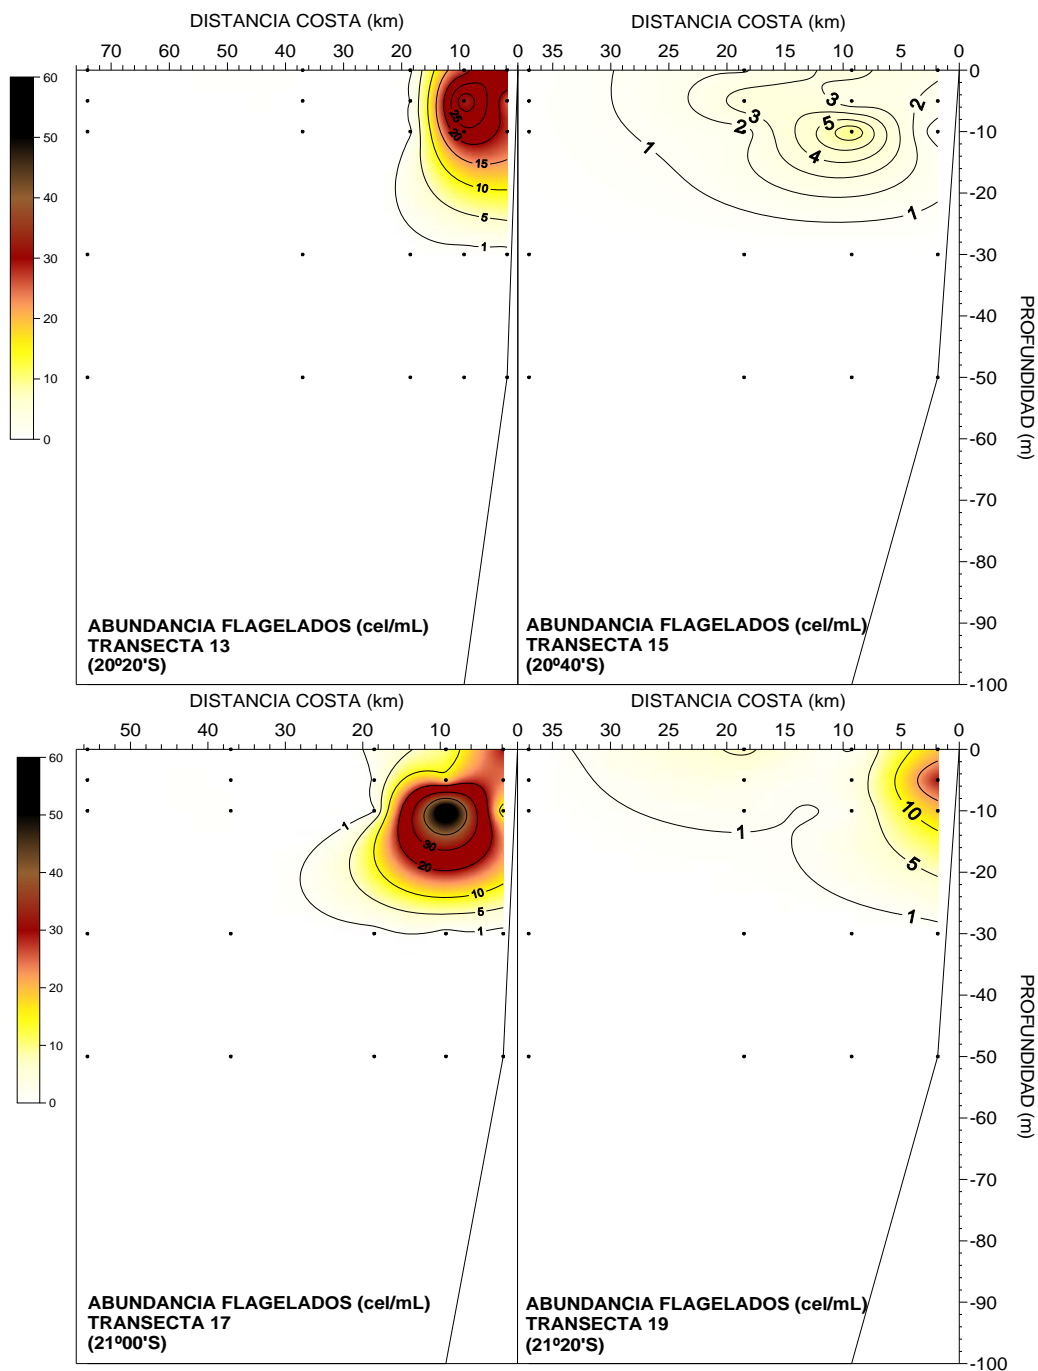 DISTANCIA COSTA (km)
DISTANCIA COSTA (km)
70 60 50 40 30 20 10 0
35 30 25 20 15 10 5 0
60
50
40
30
20
10
0
25
20
15
10
5
1
1
2
3
3
2
5
4
1
0
-10
-20
-30
-40
-50
-60
-70
-80
-90
-100
PROFUNDIDAD (m)
ABUNDANCIA FLAGELADOS (cel/mL)
TRANSECTA 13
(20º20'S)
ABUNDANCIA FLAGELADOS (cel/mL)
TRANSECTA 15
(20º40'S)
DISTANCIA COSTA (km)
DISTANCIA COSTA (km)
50 40 30 20 10 0
35 30 25 20 15 10 5 0
60
50
40
30
20
10
0
1
30
20
10
5
1
1
10
5
1
0
-10
-20
-30
-40
-50
-60
-70
-80
-90
-100
PROFUNDIDAD (m)
ABUNDANCIA FLAGELADOS (cel/mL)
TRANSECTA 17
(21º00'S)
ABUNDANCIA FLAGELADOS (cel/mL)
TRANSECTA 19
(21º20'S)